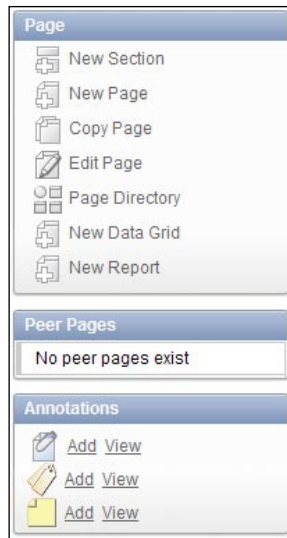 Page
New Section
New Page
Copy Page
Edit Page
Page Directory
New Data Grid
New Report
Peer Pages
No peer pages exist
Annotations
Add View
Add View
Add View